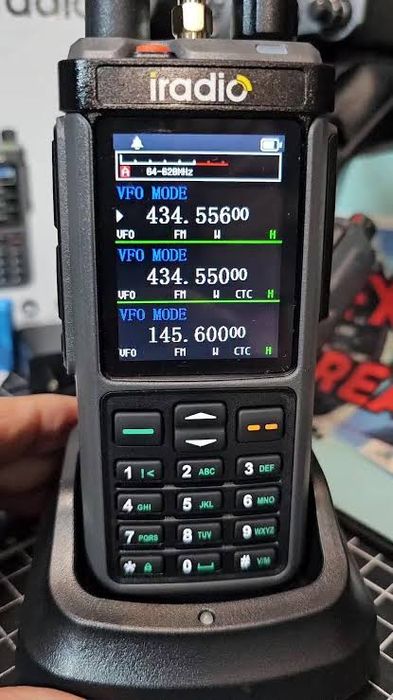 adio
iradio
A 64-620MHz
VFO MODE
434.55600
VFO FM W H
VFO MODE
434.55000
VFO FM W CTC H
VFO MODE
145.60000
VFO FM W CTC H
1 !< 2 ABC 3 DEF
4 GHI 5 JKL 6 MNO
7 PQRS 8 TUV 9 WXYZ
* 0 # V/M